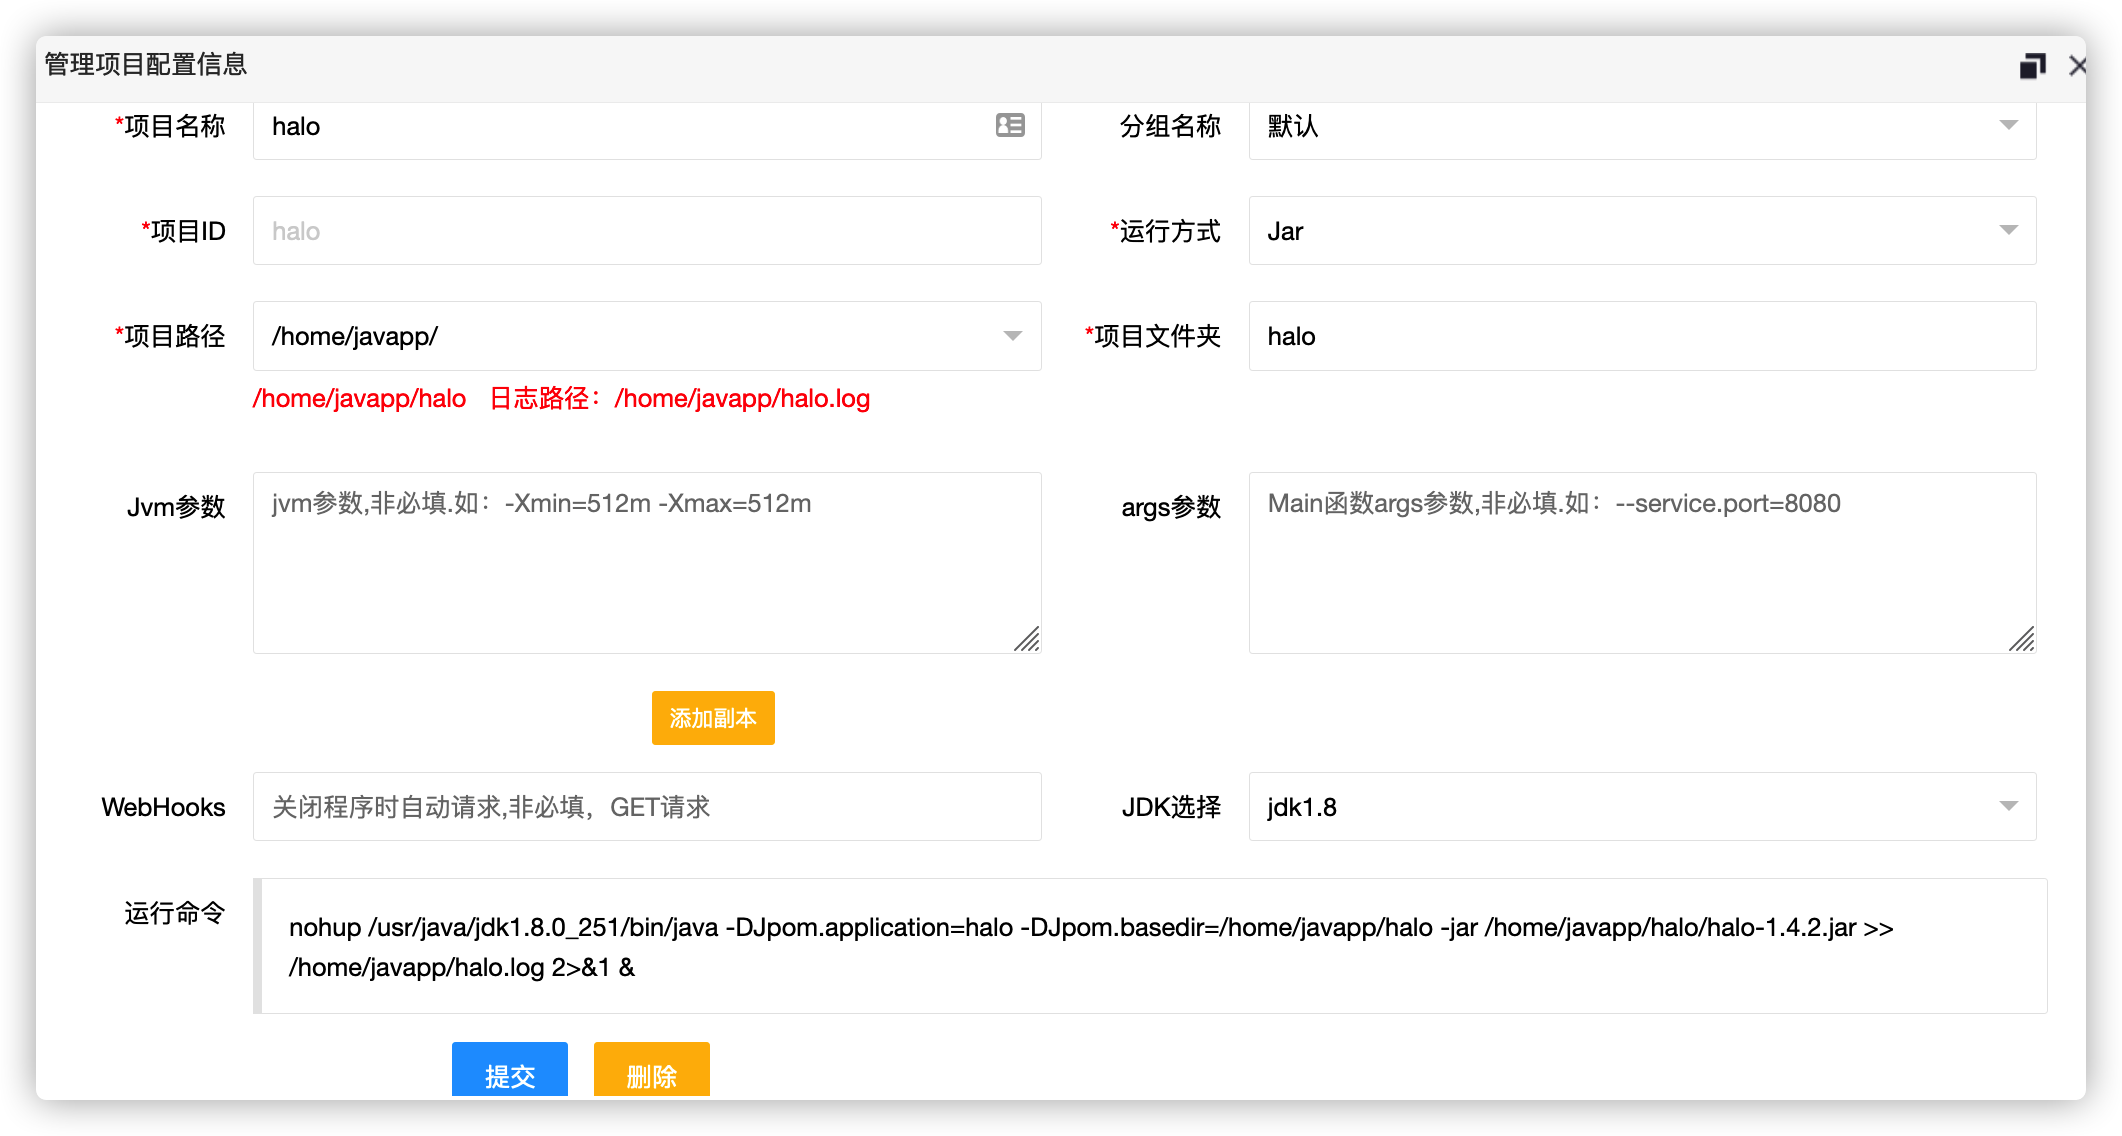 管理项目配置信息
*项目名称 halo 分组名称 默认
*项目ID halo *运行方式 Jar
*项目路径 /home/javapp/ *项目文件夹 halo
/home/javapp/halo 日志路径：/home/javapp/halo.log
Jvm参数 jvm参数,非必填.如：-Xmin=512m -Xmax=512m args参数 Main函数args参数,非必填.如：--service.port=8080
添加副本
WebHooks 关闭程序时自动请求,非必填，GET请求 JDK选择 jdk1.8
运行命令 nohup /usr/java/jdk1.8.0_251/bin/java -DJpom.application=halo -DJpom.basedir=/home/javapp/halo -jar /home/javapp/halo/halo-1.4.2.jar >>
/home/javapp/halo.log 2>&1 &
提交 删除